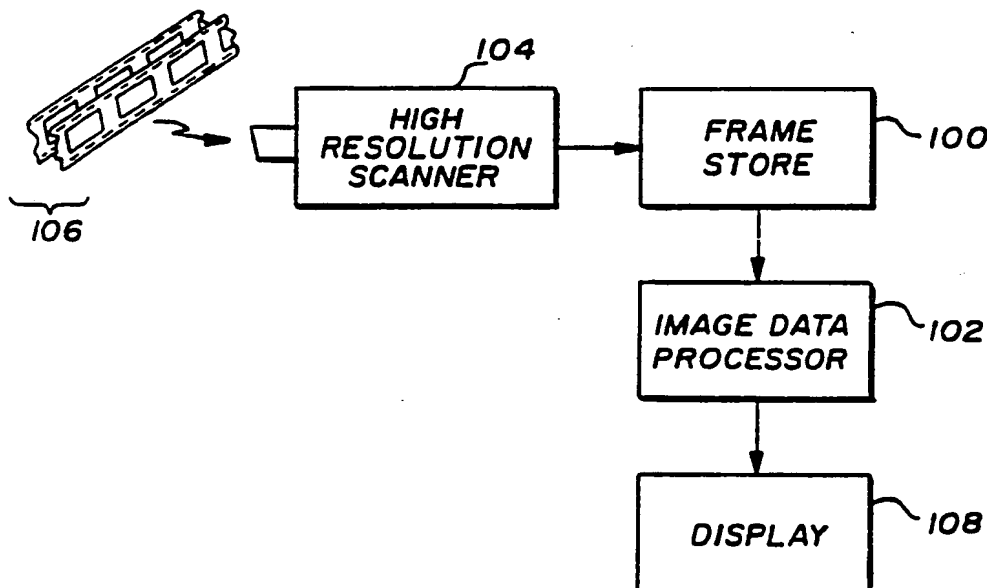 104
HIGH
RESOLUTION
SCANNER
FRAME
STORE
100
106
IMAGE DATA
PROCESSOR
102
DISPLAY
108